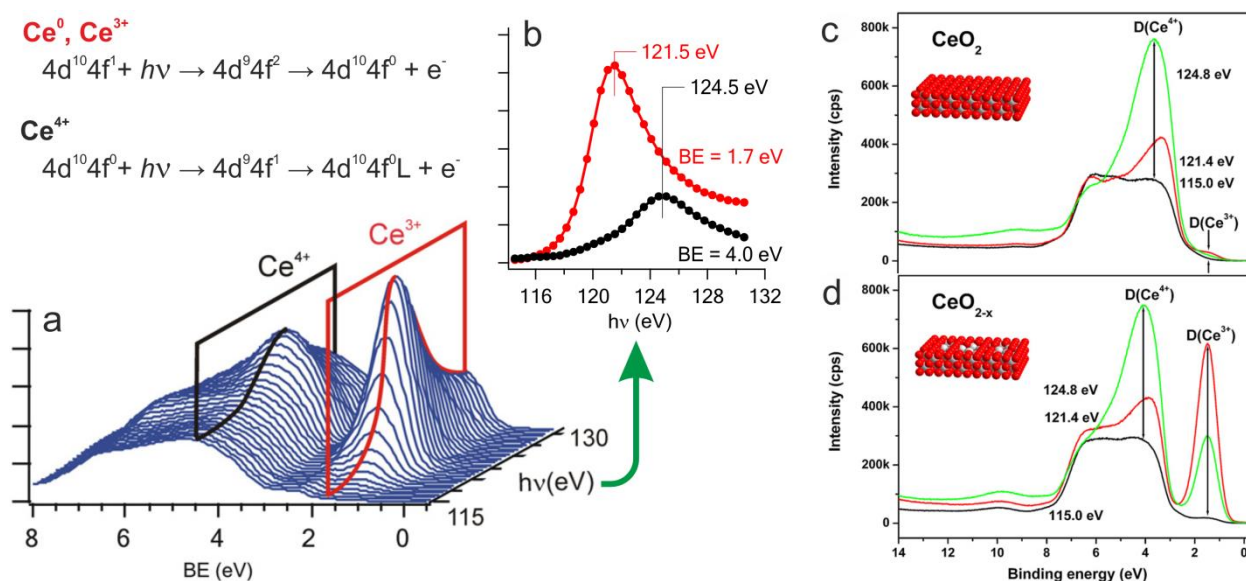 Ce⁰, Ce³⁺
4d¹⁰4f¹+ hν → 4d⁹4f² → 4d¹⁰4f⁰ + e⁻
Ce⁴⁺
4d¹⁰4f⁰+ hν → 4d⁹4f¹ → 4d¹⁰4f⁰L + e⁻
a
Ce⁴⁺
Ce³⁺
130
hν(eV)
115
8
6
4
2
0
BE (eV)
b
121.5 eV
124.5 eV
BE = 1.7 eV
BE = 4.0 eV
116
120
124
128
132
hν (eV)
c
CeO₂
D(Ce⁴⁺)
124.8 eV
121.4 eV
115.0 eV
D(Ce³⁺)
800k
600k
400k
200k
0
Intensity (cps)
d
CeO₂₋ₓ
D(Ce⁴⁺)
D(Ce³⁺)
124.8 eV
121.4 eV
115.0 eV
800k
600k
400k
200k
0
Intensity (cps)
14
12
10
8
6
4
2
0
Binding energy (eV)